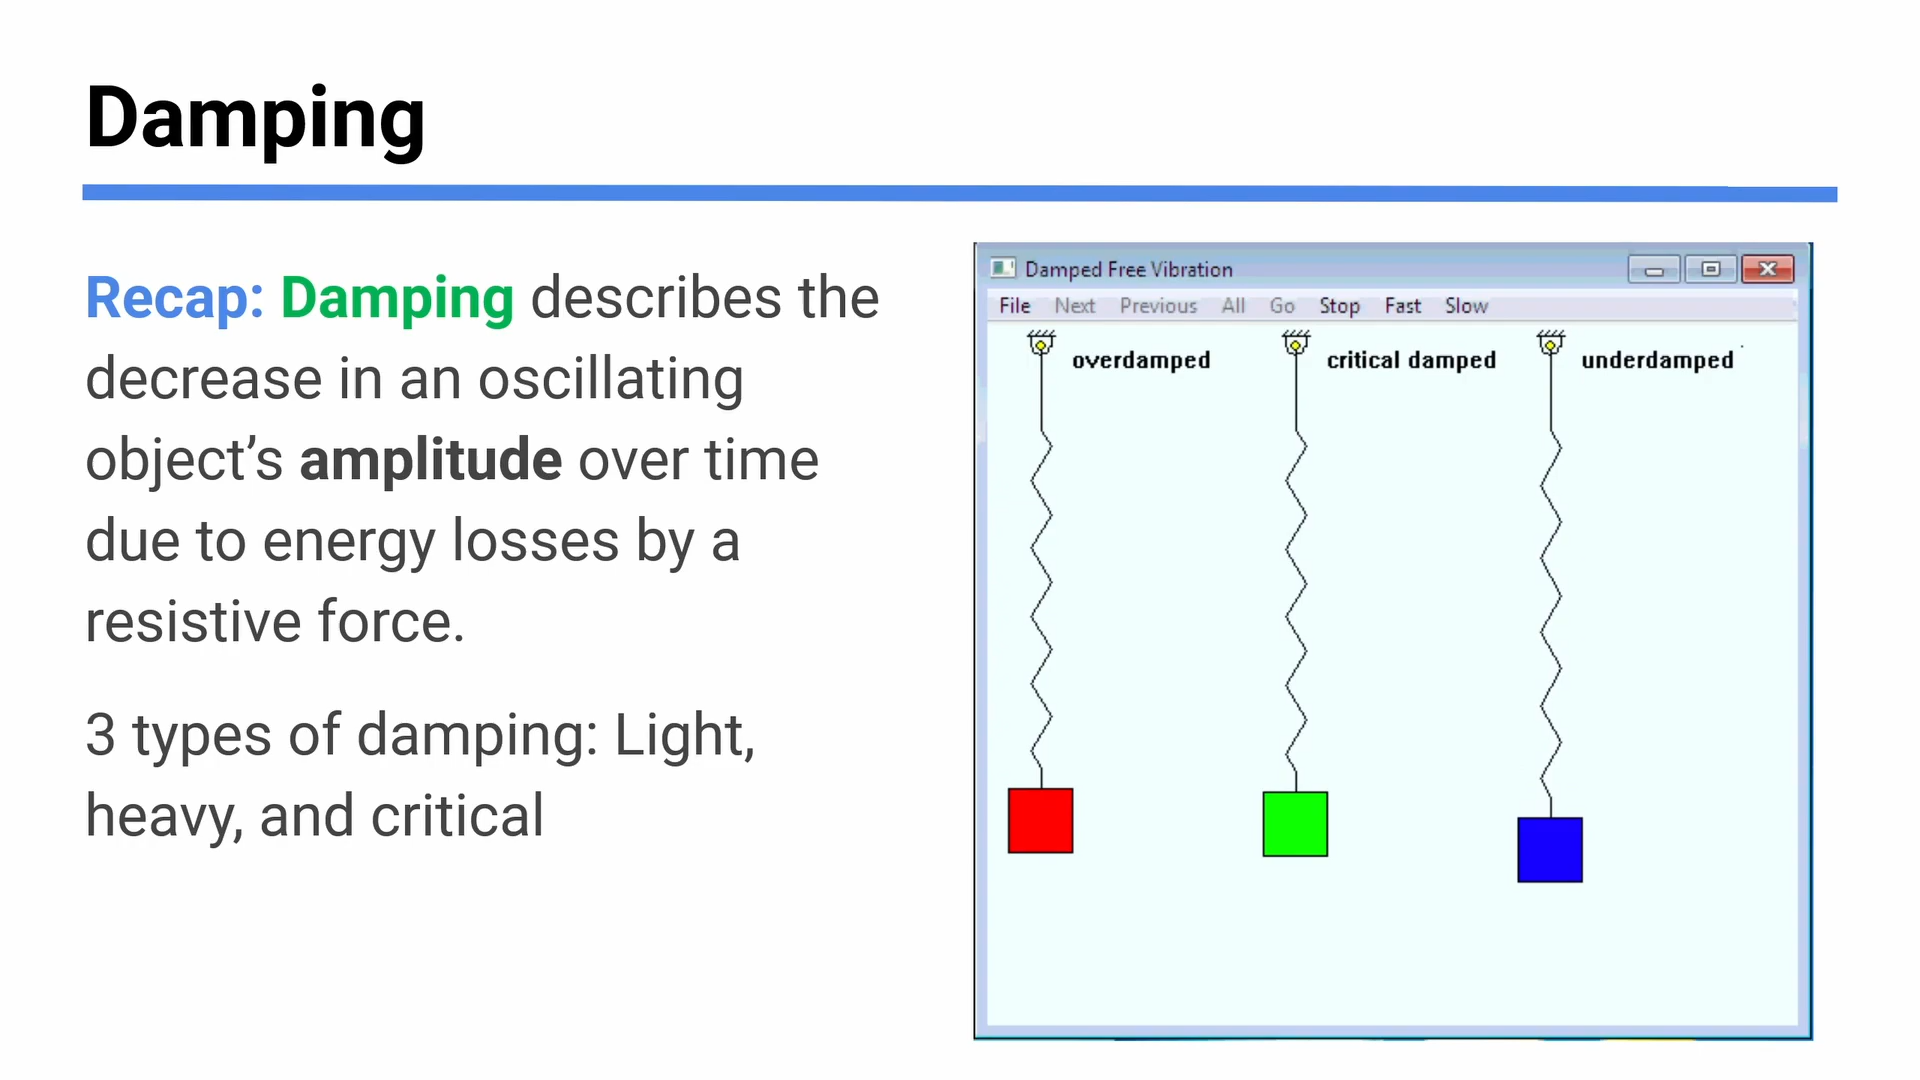 Damping
Recap: Damping describes the
decrease in an oscillating
object’s amplitude over time
due to energy losses by a
resistive force.
3 types of damping: Light,
heavy, and critical
Damped Free Vibration
File Next Previous All Go Stop Fast Slow
overdamped critical damped underdamped